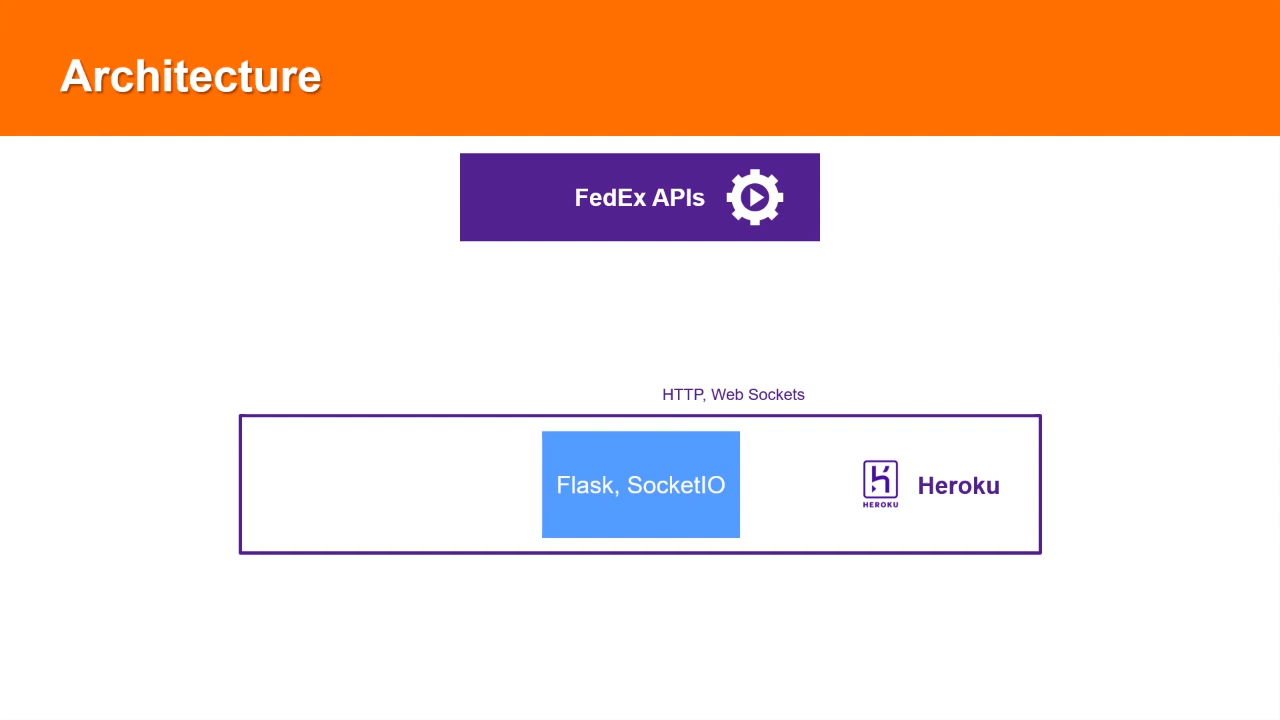 Architecture
FedEx APIs
HTTP, Web Sockets
Flask, SocketIO
HEROKU
Heroku